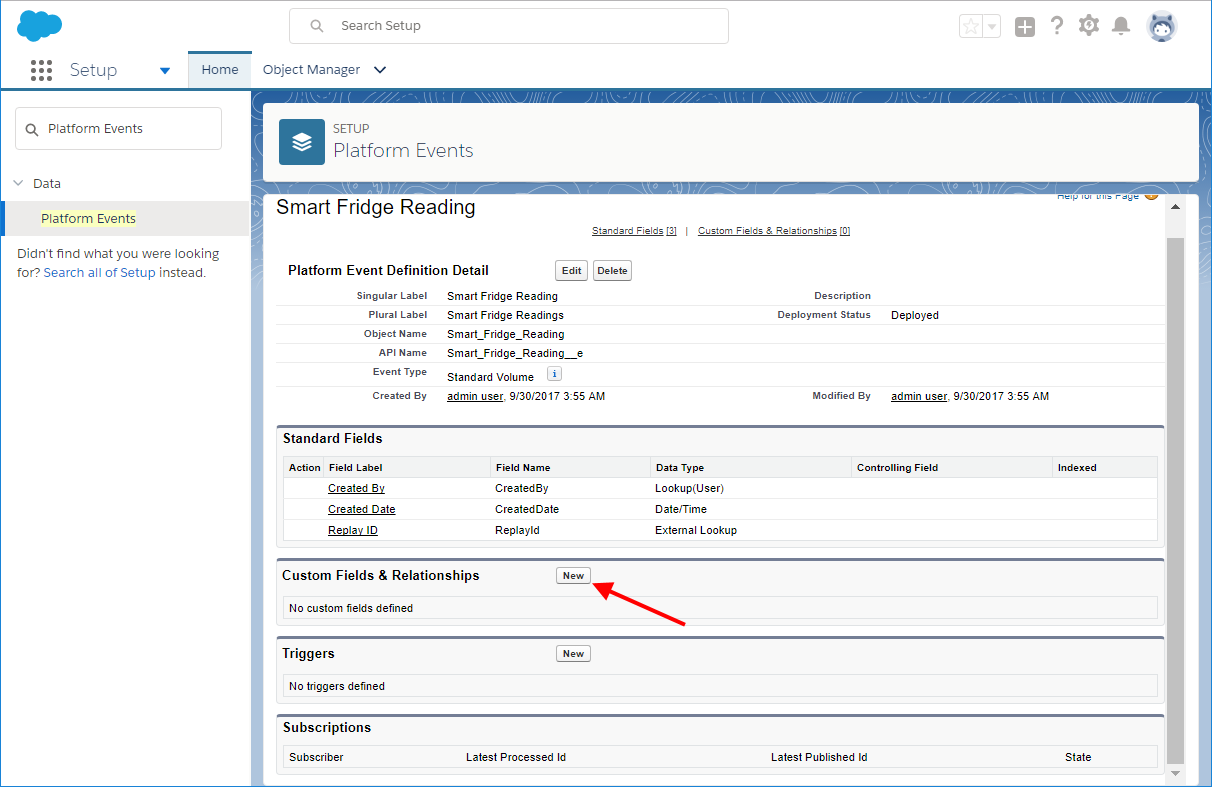 Search Setup
Setup Home Object Manager
Platform Events
SETUP
Platform Events
Data
Platform Events
Didn't find what you were looking
for? Search all of Setup instead.
Help for this Page
Smart Fridge Reading
Standard Fields [3] | Custom Fields & Relationships [0]
Platform Event Definition Detail Edit Delete
Singular Label Smart Fridge Reading Description
Plural Label Smart Fridge Readings Deployment Status Deployed
Object Name Smart_Fridge_Reading
API Name Smart_Fridge_Reading__e
Event Type Standard Volume i
Created By admin user, 9/30/2017 3:55 AM Modified By admin user, 9/30/2017 3:55 AM
Standard Fields
Action Field Label Field Name Data Type Controlling Field Indexed
Created By CreatedBy Lookup(User)
Created Date CreatedDate Date/Time
Replay ID ReplayId External Lookup
Custom Fields & Relationships New
No custom fields defined
Triggers New
No triggers defined
Subscriptions
Subscriber Latest Processed Id Latest Published Id State